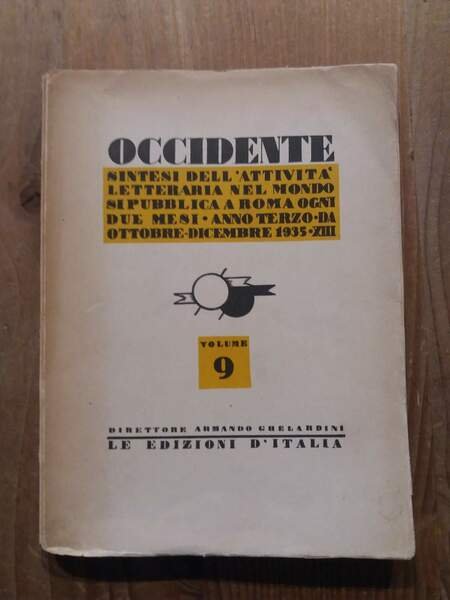 OCCIDENTE
SINTESI DELL'ATTIVITA'
LETTERARIA NEL MONDO
SI PUBBLICA A ROMA OGNI
DUE MESI • ANNO TERZO • DA
OTTOBRE-DICEMBRE 1935 • XIII
VOLUME
9
DIRETTORE ARMANDO GHELARDINI
LE EDIZIONI D'ITALIA